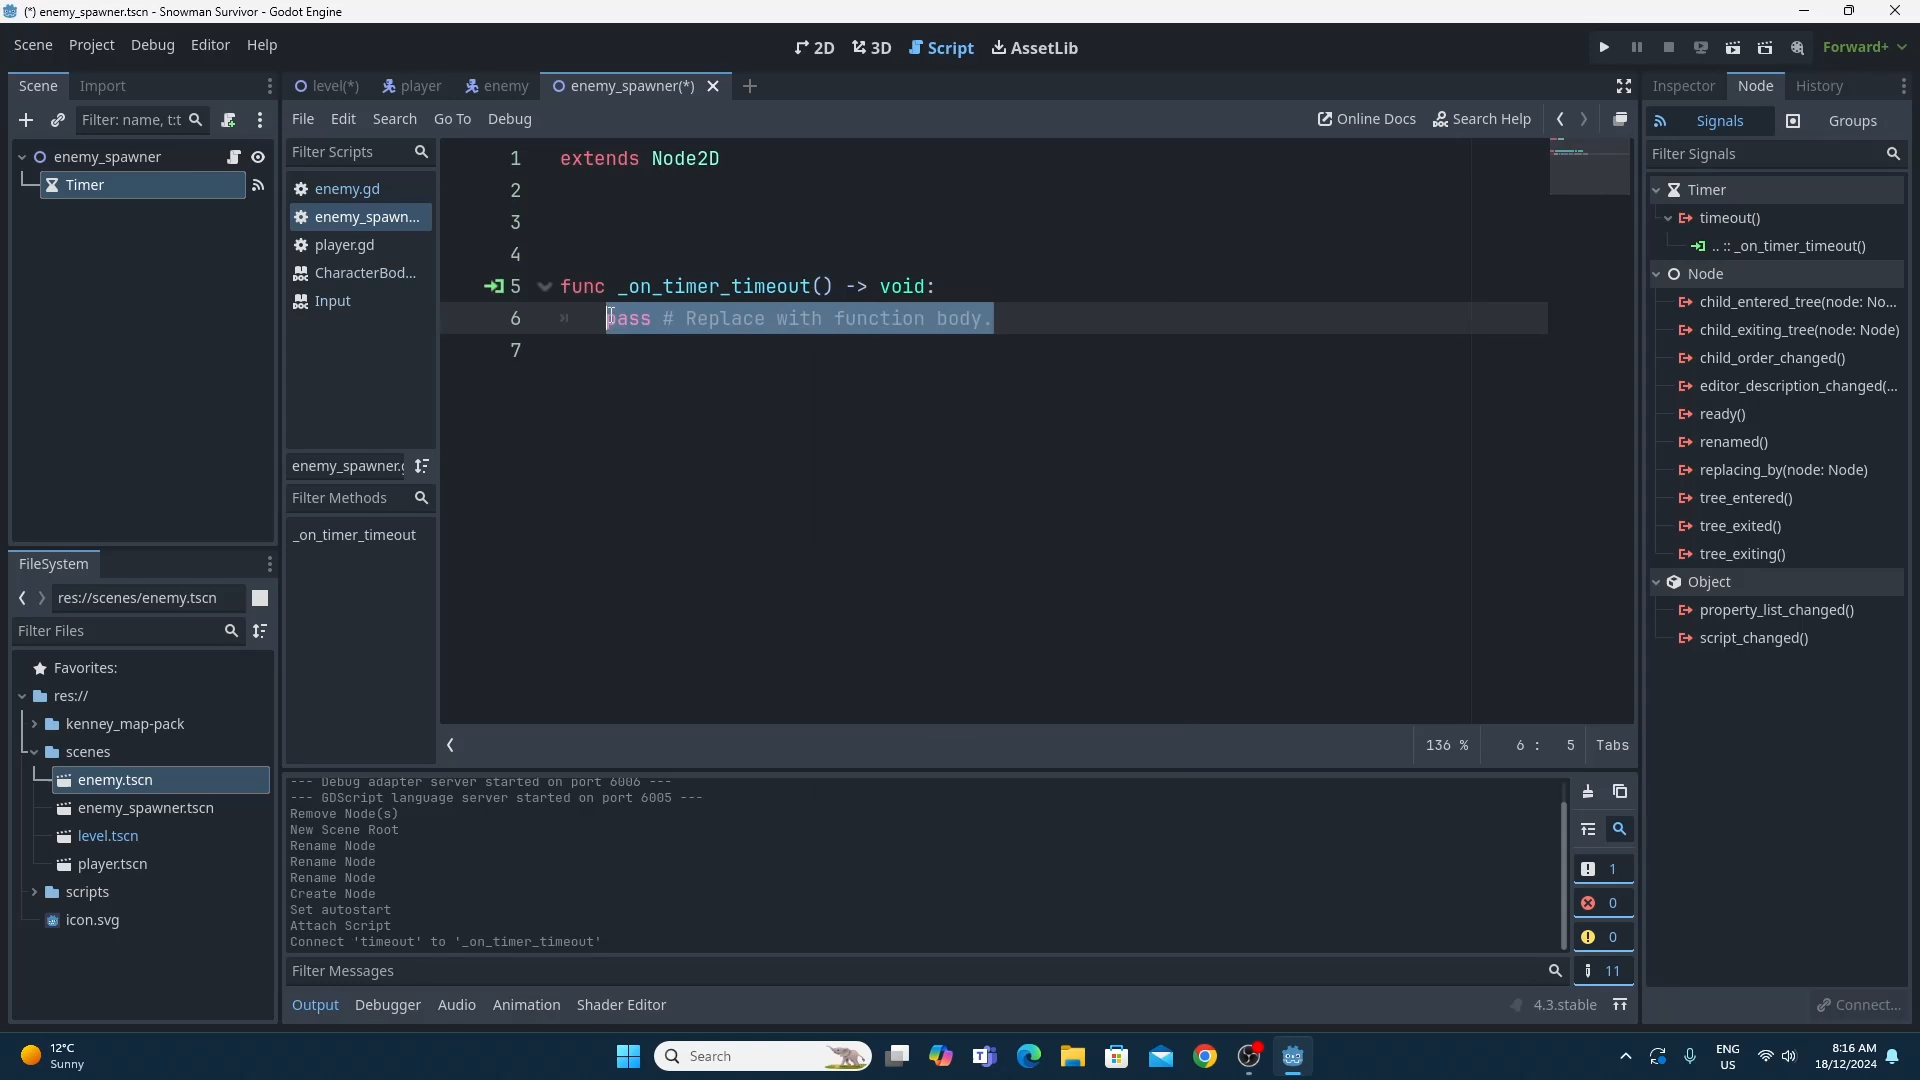 (*) enemy_spawner.tscn - Snowman Survivor - Godot Engine
Scene Project Debug Editor Help
2D 3D Script AssetLib
Forward+
Scene Import
level(*) player enemy enemy_spawner(*)
Inspector Node History
Filter: name, t:t
File Edit Search Go To Debug
Online Docs Search Help
Signals Groups
enemy_spawner
Timer
Filter Scripts
enemy.gd
enemy_spawn...
player.gd
CharacterBod...
Input
enemy_spawner.g
Filter Methods
_on_timer_timeout
1 extends Node2D
2
3
4
5 func _on_timer_timeout() -> void:
6 pass # Replace with function body.
7
136 % 6 : 5 Tabs
Filter Signals
Timer
timeout()
.. :: _on_timer_timeout()
Node
child_entered_tree(node: No...
child_exiting_tree(node: Node)
child_order_changed()
editor_description_changed(...
ready()
renamed()
replacing_by(node: Node)
tree_entered()
tree_exited()
tree_exiting()
Object
property_list_changed()
script_changed()
Connect...
FileSystem
res://scenes/enemy.tscn
Filter Files
Favorites:
res://
kenney_map-pack
scenes
enemy.tscn
enemy_spawner.tscn
level.tscn
player.tscn
scripts
icon.svg
--- Debug adapter server started on port 6006 ---
--- GDScript language server started on port 6005 ---
Remove Node(s)
New Scene Root
Rename Node
Rename Node
Rename Node
Create Node
Set autostart
Attach Script
Connect 'timeout' to '_on_timer_timeout'
1
0
0
11
Filter Messages
Output Debugger Audio Animation Shader Editor
4.3.stable
12°C
Sunny
Search
ENG
US
8:16 AM
18/12/2024